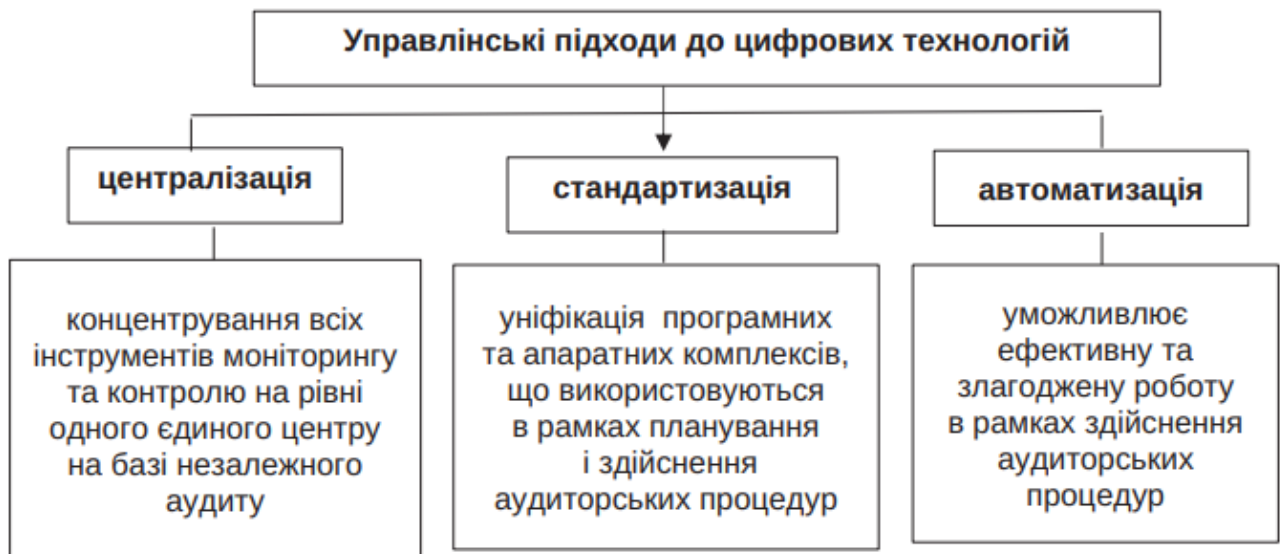 Управлінські підходи до цифрових технологій
централізація
концентрування всіх
інструментів моніторингу
та контролю на рівні
одного єдиного центру
на базі незалежного
аудиту
стандартизація
уніфікація програмних
та апаратних комплексів,
що використовуються
в рамках планування
і здійснення
аудиторських процедур
автоматизація
уможливлює
ефективну та
злагоджену роботу
в рамках здійснення
аудиторських
процедур